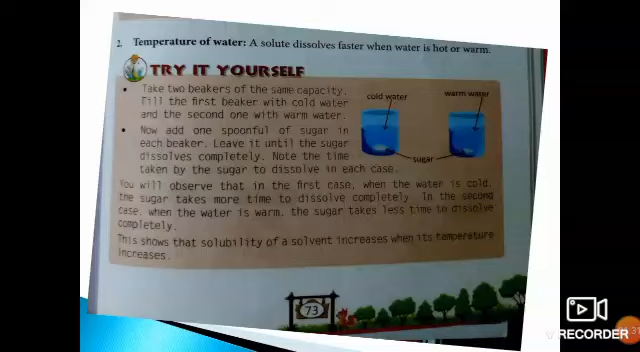 2. Temperature of water: A solute dissolves faster when water is hot or warm.
TRY IT YOURSELF
• Take two beakers of the same capacity.
Fill the first beaker with cold water
and the second one with warm water.
• Now add one spoonful of sugar in
each beaker. Leave it until the sugar
dissolves completely. Note the time
taken by the sugar to dissolve in each case.
cold water
warm water
sugar
You will observe that in the first case, when the water is cold,
the sugar takes more time to dissolve completely. In the second
case, when the water is warm, the sugar takes less time to dissolve
completely.
This shows that solubility of a solvent increases when its temperature
increases.
73
RECORDER